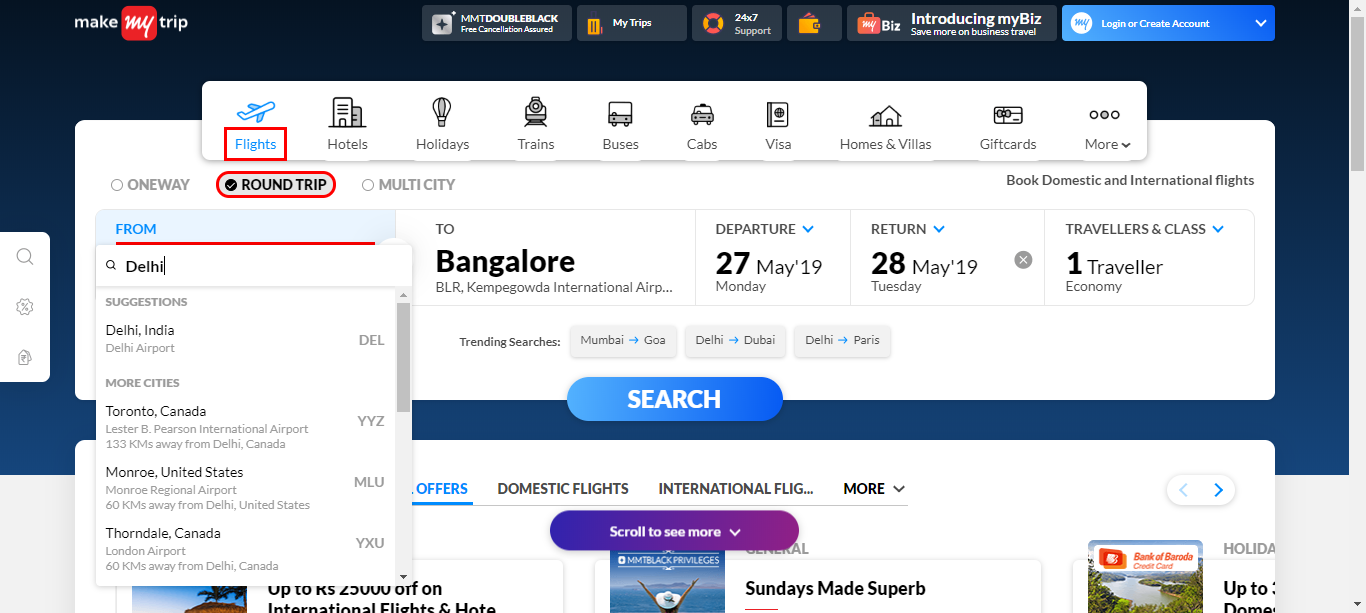 make my trip
MMTDOUBLEBLACK
Free Cancellation Assured
My Trips
24x7
Support
my Biz
Introducing myBiz
Save more on business travel
my
Login or Create Account
Flights
Hotels
Holidays
Trains
Buses
Cabs
Visa
Homes & Villas
Giftcards
More
ONEWAY
ROUND TRIP
MULTI CITY
Book Domestic and International flights
FROM
TO
Bangalore
BLR, Kempegowda International Airp...
DEPARTURE
27 May'19
Monday
RETURN
28 May'19
Tuesday
TRAVELLERS & CLASS
1 Traveller
Economy
Delhi
SUGGESTIONS
Delhi, India
Delhi Airport
DEL
MORE CITIES
Toronto, Canada
Lester B. Pearson International Airport
133 KMs away from Delhi, Canada
YYZ
Monroe, United States
Monroe Regional Airport
60 KMs away from Delhi, United States
MLU
Thorndale, Canada
London Airport
60 KMs away from Delhi, Canada
YXU
Trending Searches:
Mumbai → Goa
Delhi → Dubai
Delhi → Paris
SEARCH
OFFERS
DOMESTIC FLIGHTS
INTERNATIONAL FLIG...
MORE
Scroll to see more
GENERAL
MMTBLACK PRIVILEGES
Sundays Made Superb
Up to Rs 25000 off on
International Flights & Hote
Bank of Baroda
Credit Card
HOLIDA
Up to
Dome